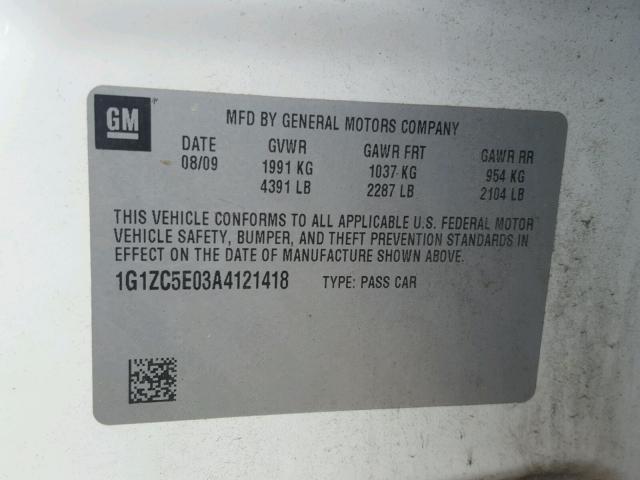 GM
MFD BY GENERAL MOTORS COMPANY
DATE GVWR GAWR FRT GAWR RR
08/09 1991 KG 1037 KG 954 KG
4391 LB 2287 LB 2104 LB
THIS VEHICLE CONFORMS TO ALL APPLICABLE U.S. FEDERAL MOTOR
VEHICLE SAFETY, BUMPER, AND THEFT PREVENTION STANDARDS IN
EFFECT ON THE DATE OF MANUFACTURE SHOWN ABOVE.
1G1ZC5E03A4121418 TYPE: PASS CAR